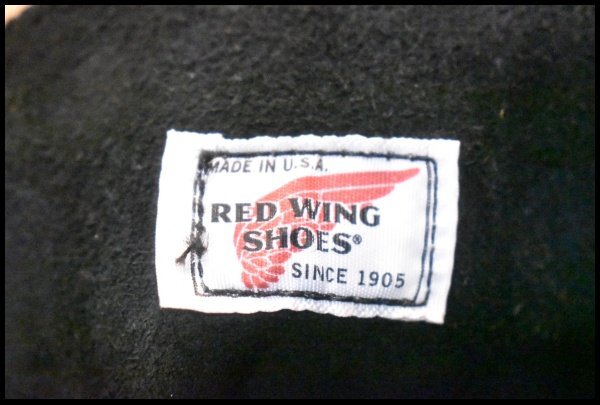 MADE IN U.S.A.
RED WING
SHOES®
SINCE 1905